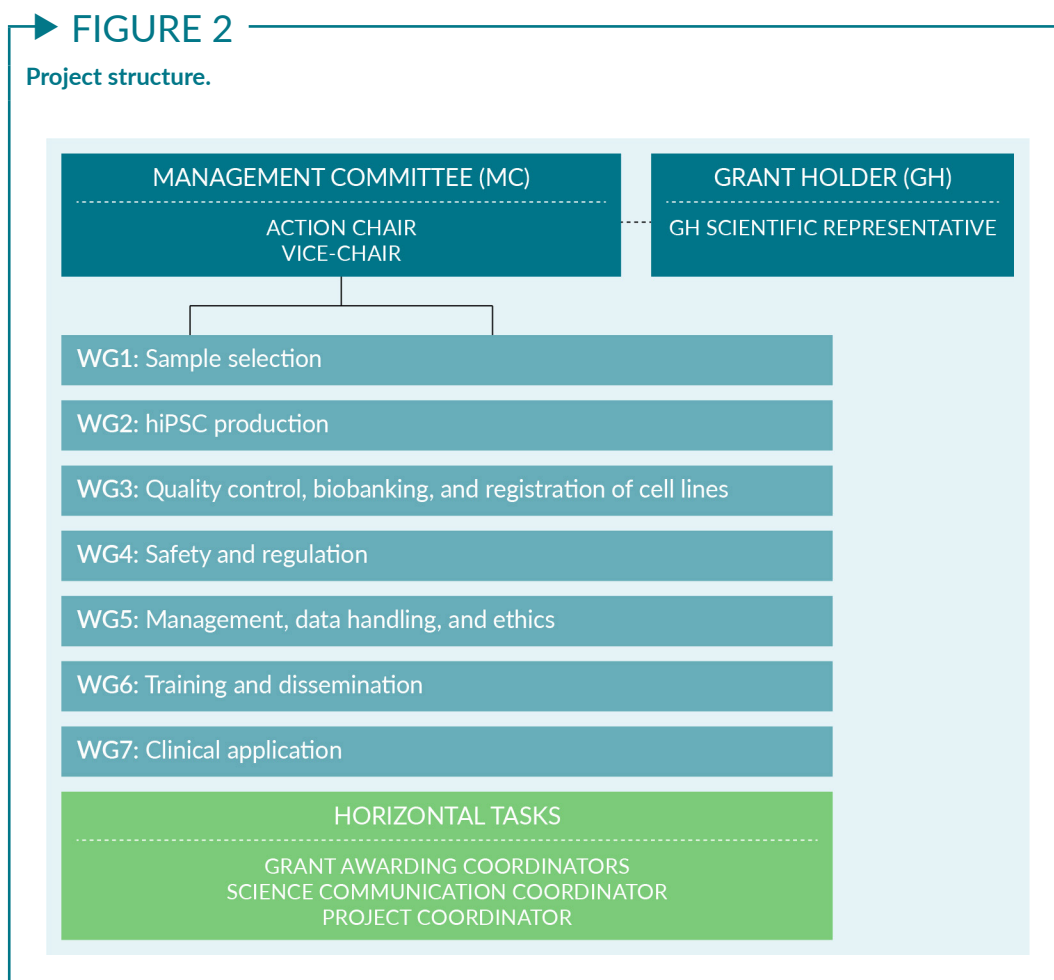 FIGURE 2
Project structure.
MANAGEMENT COMMITTEE (MC)
ACTION CHAIR
VICE-CHAIR
GRANT HOLDER (GH)
GH SCIENTIFIC REPRESENTATIVE
WG1: Sample selection
WG2: hiPSC production
WG3: Quality control, biobanking, and registration of cell lines
WG4: Safety and regulation
WG5: Management, data handling, and ethics
WG6: Training and dissemination
WG7: Clinical application
HORIZONTAL TASKS
GRANT AWARDING COORDINATORS
SCIENCE COMMUNICATION COORDINATOR
PROJECT COORDINATOR